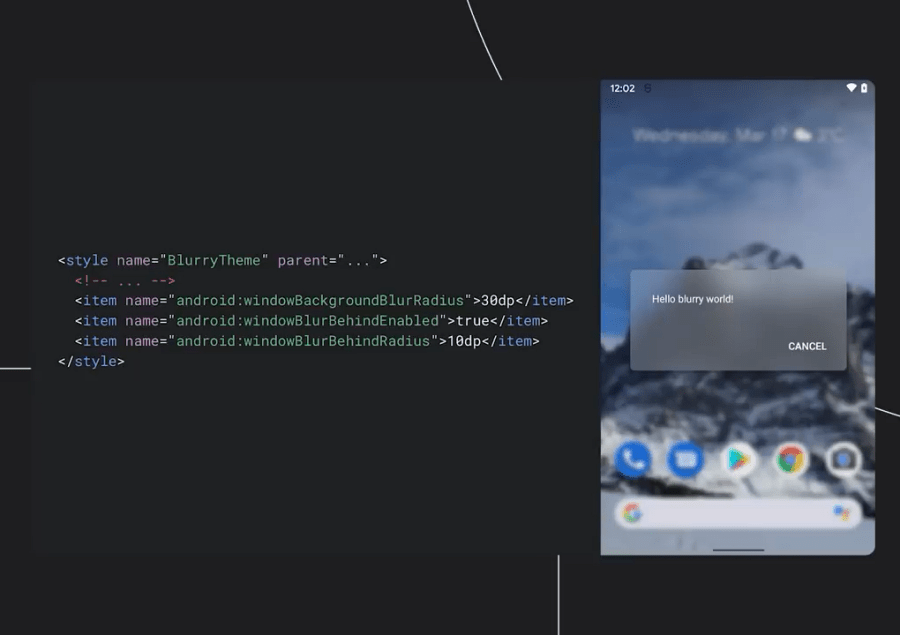 <style name="BlurryTheme" parent="...">
<!-- ... -->
<item name="android:windowBackgroundBlurRadius">30dp</item>
<item name="android:windowBlurBehindEnabled">true</item>
<item name="android:windowBlurBehindRadius">10dp</item>
</style>
12:02
Wednesday, Mar 17 2°C
Hello blurry world!
CANCEL